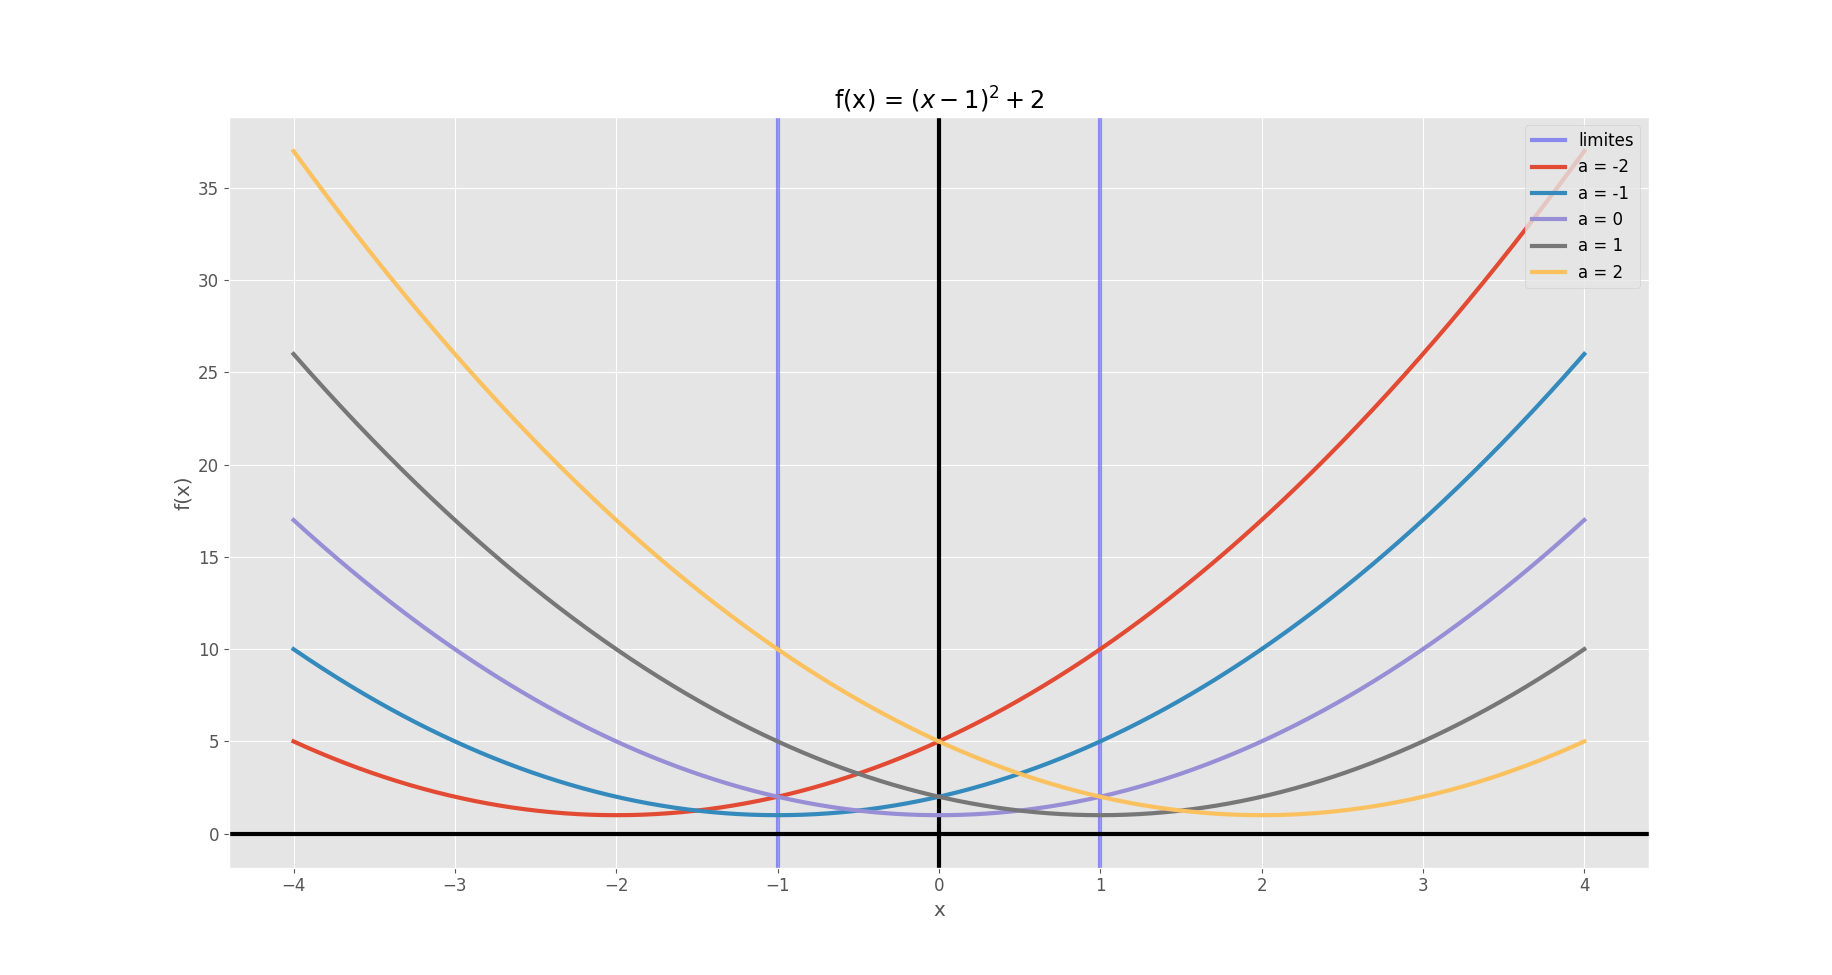 f(x) = (x − 1)² + 2
limites
a = -2
a = -1
a = 0
a = 1
a = 2
35
30
25
20
15
10
5
0
f(x)
−4 −3 −2 −1 0 1 2 3 4
x